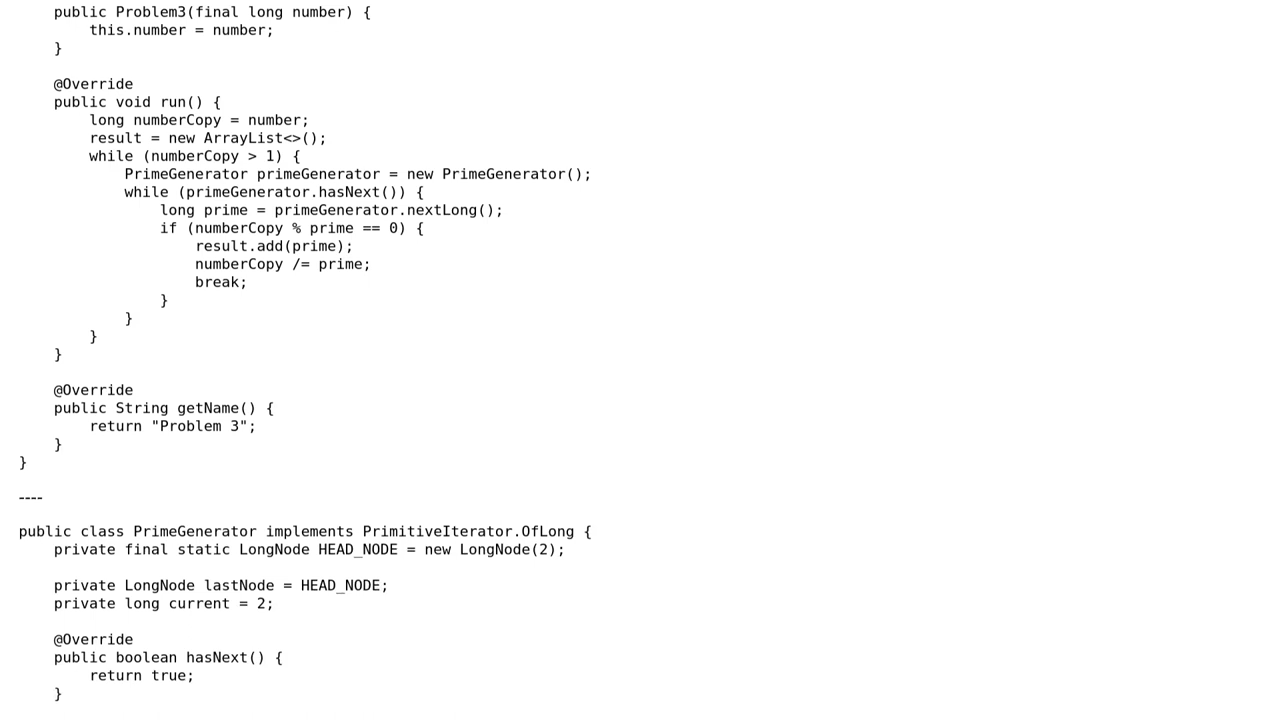 public Problem3(final long number) {
        this.number = number;
    }

    @Override
    public void run() {
        long numberCopy = number;
        result = new ArrayList<>();
        while (numberCopy > 1) {
            PrimeGenerator primeGenerator = new PrimeGenerator();
            while (primeGenerator.hasNext()) {
                long prime = primeGenerator.nextLong();
                if (numberCopy % prime == 0) {
                    result.add(prime);
                    numberCopy /= prime;
                    break;
                }
            }
        }
    }

    @Override
    public String getName() {
        return "Problem 3";
    }
}

----

public class PrimeGenerator implements PrimitiveIterator.OfLong {
    private final static LongNode HEAD_NODE = new LongNode(2);

    private LongNode lastNode = HEAD_NODE;
    private long current = 2;

    @Override
    public boolean hasNext() {
        return true;
    }